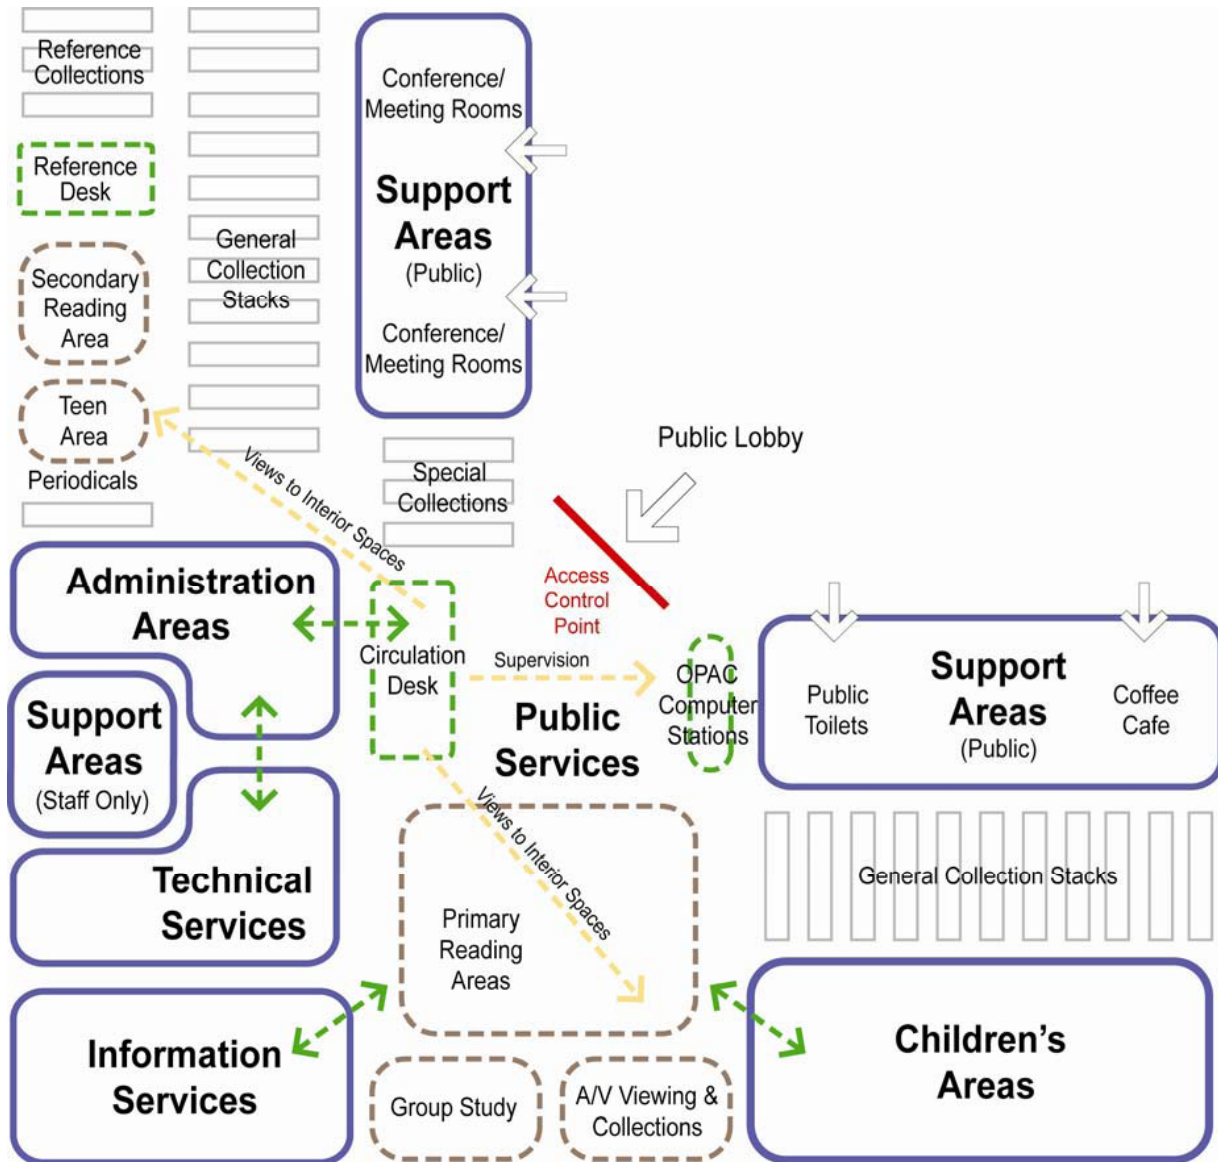 Reference
Collections
Reference
Desk
Secondary
Reading
Area
Teen
Area
Periodicals
General
Collection
Stacks
Conference/
Meeting Rooms
Support
Areas
(Public)
Conference/
Meeting Rooms
Special
Collections
Public Lobby
Views to Interior Spaces
Access
Control
Point
Administration
Areas
Circulation
Desk
Supervision
OPAC
Computer
Stations
Public
Services
Support
Areas
(Public)
Public
Toilets
Coffee
Cafe
Support
Areas
(Staff Only)
Technical
Services
Views to Interior Spaces
Primary
Reading
Areas
General Collection Stacks
Information
Services
Group Study
A/V Viewing &
Collections
Children's
Areas